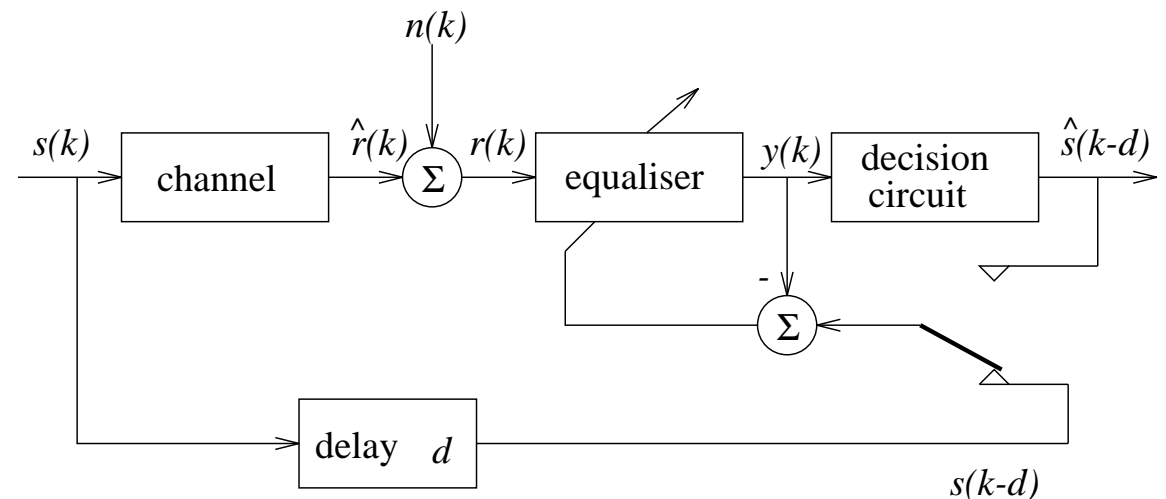 n(k)
s(k)
channel
r̂(k)
Σ
r(k)
equaliser
y(k)
decision
circuit
ŝ(k-d)
-
Σ
delay d
s(k-d)